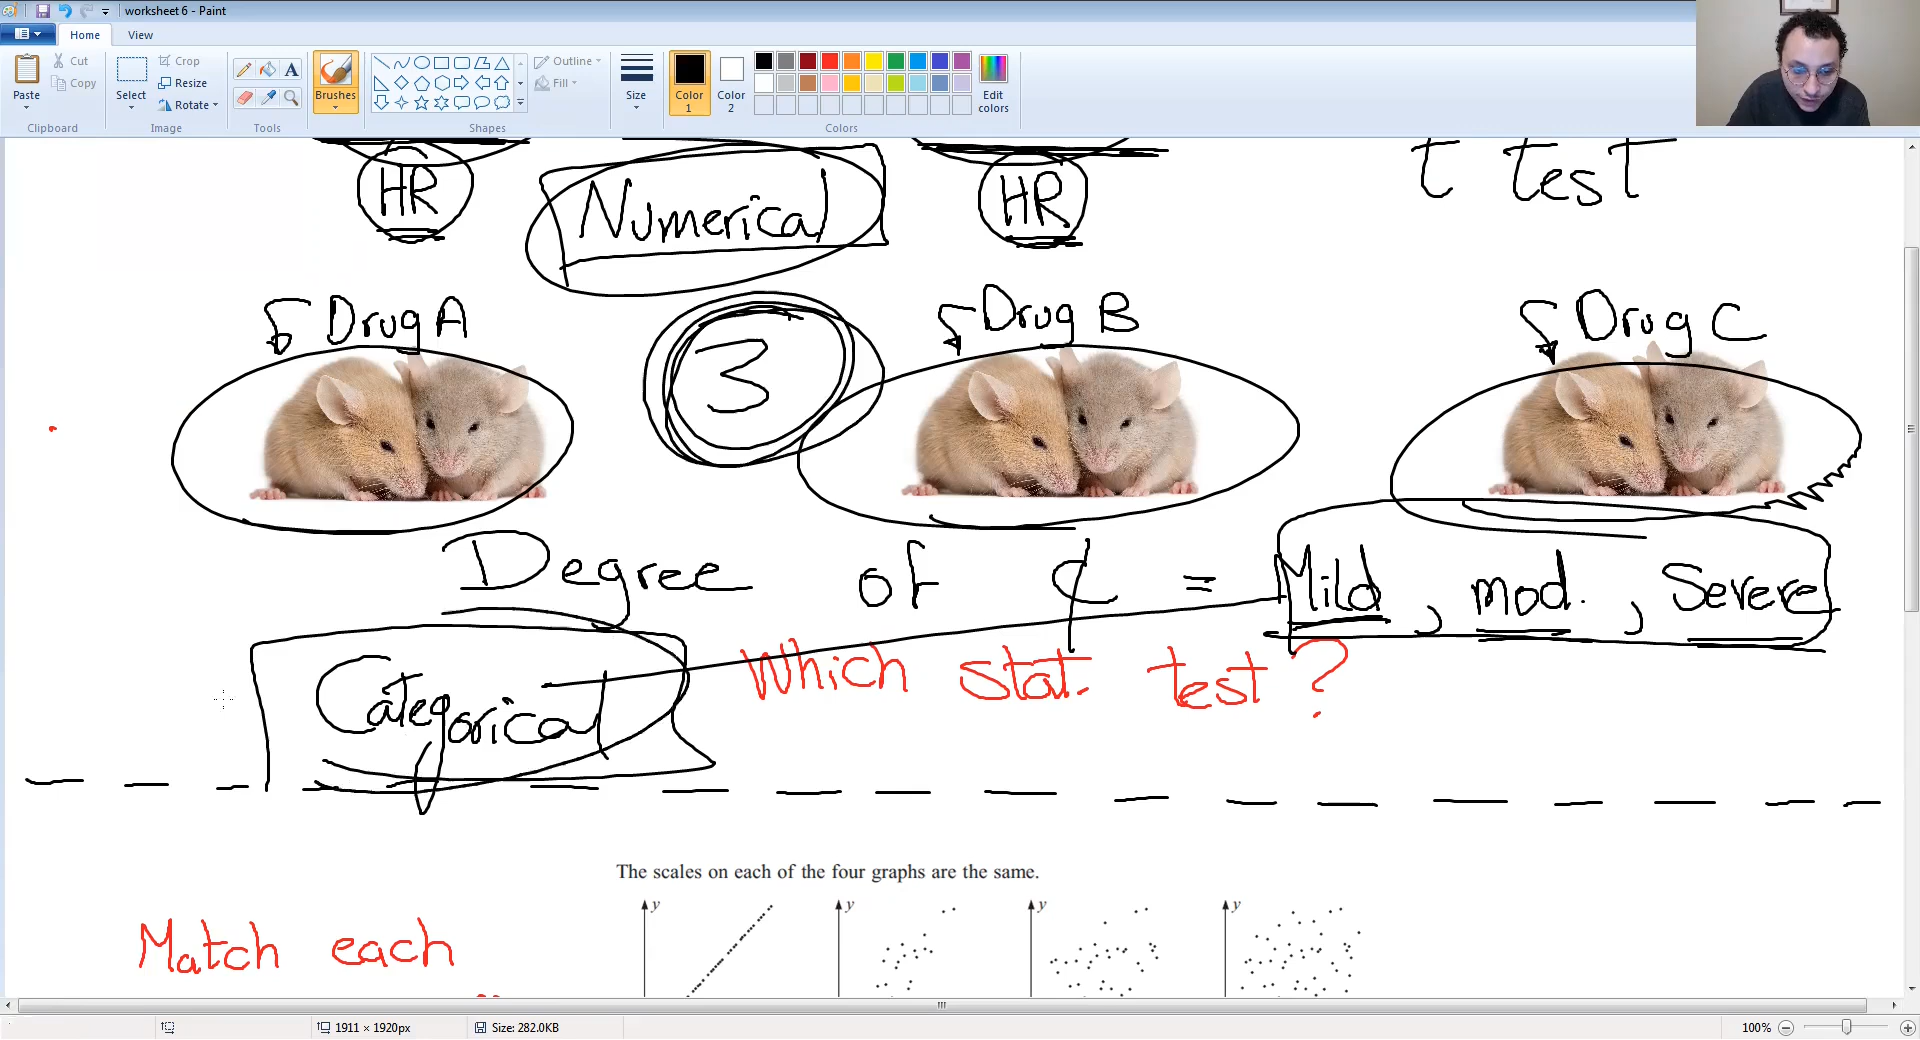 worksheet 6 - Paint
Home View
Paste
Cut
Copy
Select
Crop
Resize
Rotate
A
Brushes
Outline
Fill
Size
Color 1
Color 2
Edit colors
Clipboard Image Tools Shapes Colors
HR Numerical HR t test
Drug A 3 Drug B Drug C
Degree of = Mild, mod., Severe
Categorical Which stat. test?
The scales on each of the four graphs are the same.
y y y y
Match each
1911 × 1920px Size: 282.0KB 100%